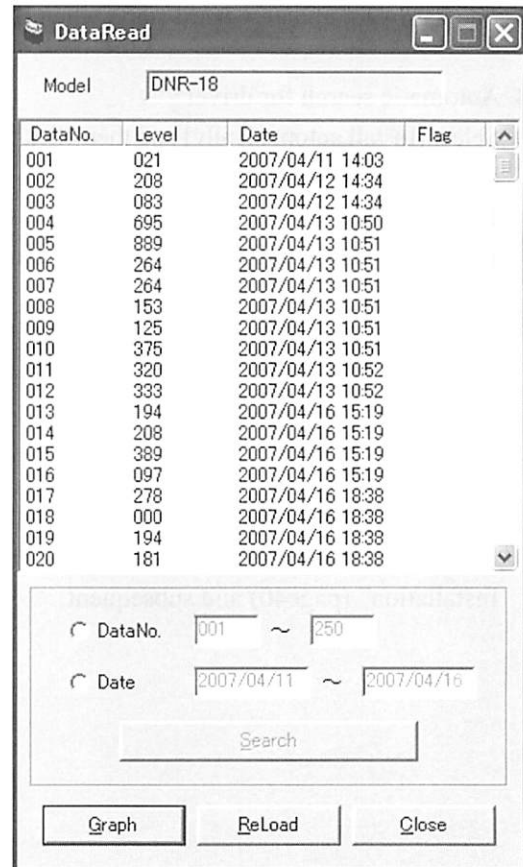 DataRead
Model DNR-18
DataNo. Level Date Flag
001 021 2007/04/11 14:03
002 208 2007/04/12 14:34
003 083 2007/04/12 14:34
004 695 2007/04/13 10:50
005 889 2007/04/13 10:51
006 264 2007/04/13 10:51
007 264 2007/04/13 10:51
008 153 2007/04/13 10:51
009 125 2007/04/13 10:51
010 375 2007/04/13 10:51
011 320 2007/04/13 10:52
012 333 2007/04/13 10:52
013 194 2007/04/16 15:19
014 208 2007/04/16 15:19
015 389 2007/04/16 15:19
016 097 2007/04/16 15:19
017 278 2007/04/16 18:38
018 000 2007/04/16 18:38
019 194 2007/04/16 18:38
020 181 2007/04/16 18:38
DataNo. 001 ~ 250
Date 2007/04/11 ~ 2007/04/16
Search
Graph ReLoad Close